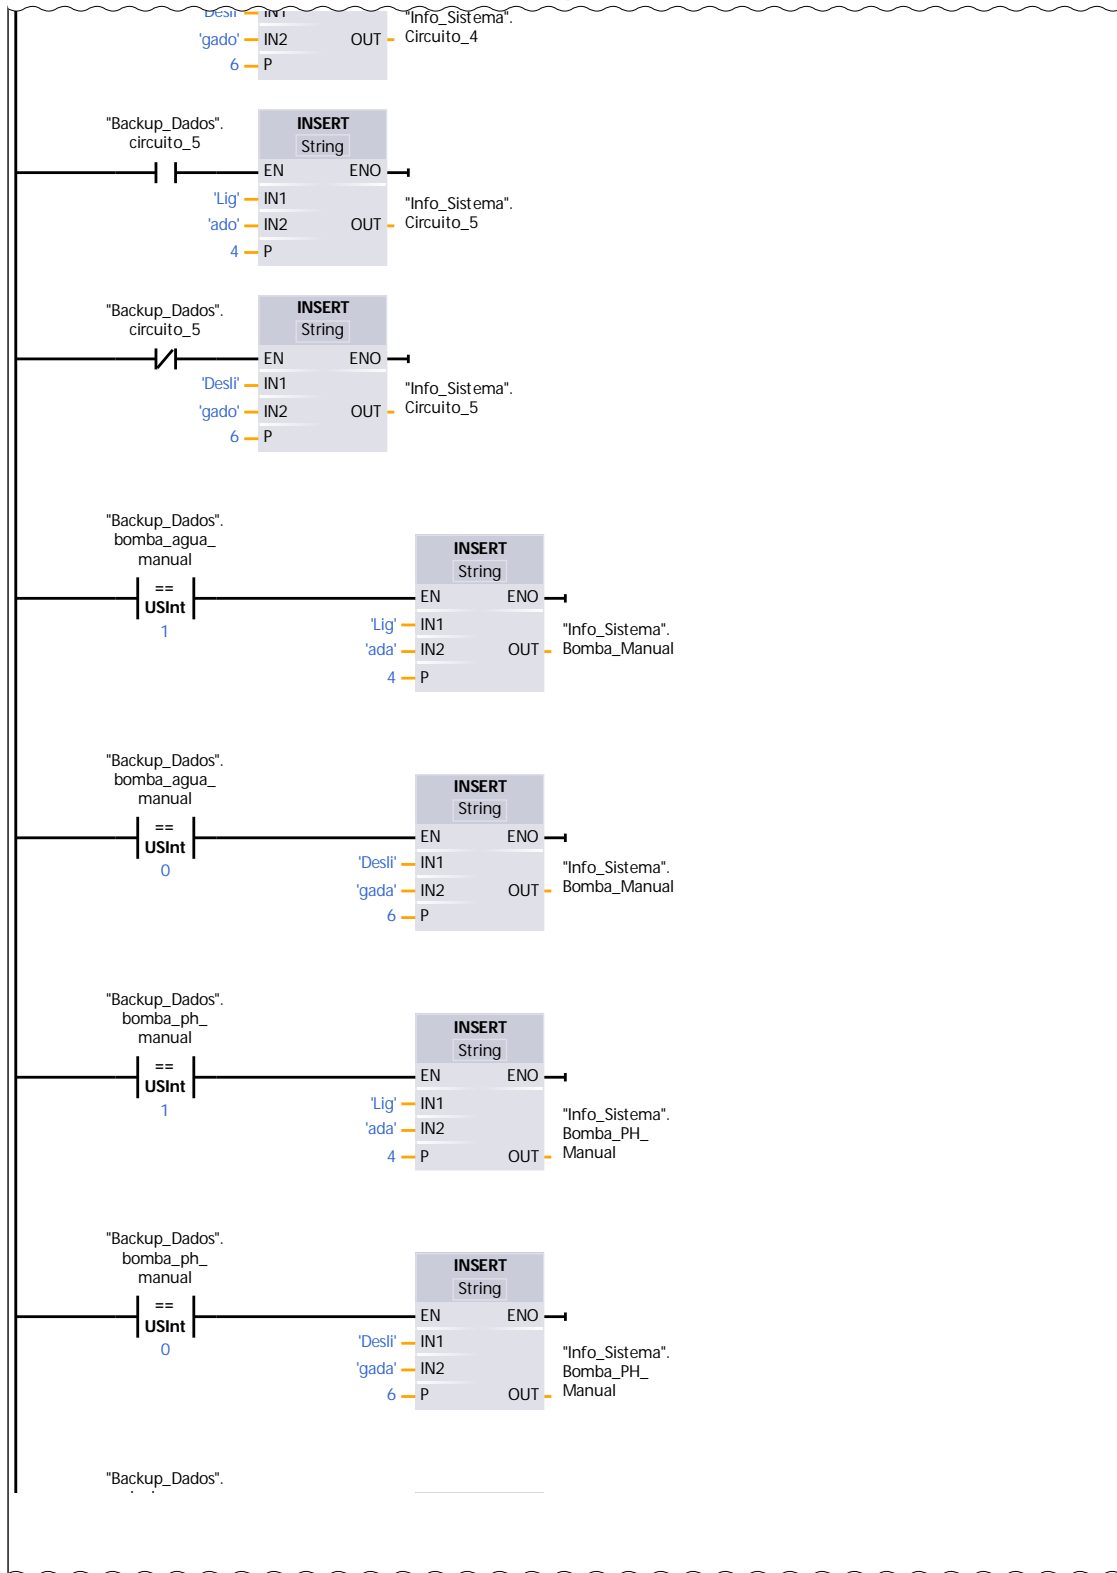 'Desli' IN1
"Info_Sistema".
'gado' IN2 OUT Circuito_4
6 P
"Backup_Dados".
circuito_5
INSERT
String
EN ENO
'Lig' IN1
'ado' IN2 OUT
"Info_Sistema".
Circuito_5
4 P
"Backup_Dados".
circuito_5
INSERT
String
EN ENO
'Desli' IN1
'gado' IN2 OUT
"Info_Sistema".
Circuito_5
6 P
"Backup_Dados".
bomba_agua_
manual
==
USInt
1
INSERT
String
EN ENO
'Lig' IN1
'ada' IN2 OUT
"Info_Sistema".
Bomba_Manual
4 P
"Backup_Dados".
bomba_agua_
manual
==
USInt
0
INSERT
String
EN ENO
'Desli' IN1
'gada' IN2 OUT
"Info_Sistema".
Bomba_Manual
6 P
"Backup_Dados".
bomba_ph_
manual
==
USInt
1
INSERT
String
EN ENO
'Lig' IN1
'ada' IN2
4 P OUT
"Info_Sistema".
Bomba_PH_
Manual
"Backup_Dados".
bomba_ph_
manual
==
USInt
0
INSERT
String
EN ENO
'Desli' IN1
'gada' IN2
6 P OUT
"Info_Sistema".
Bomba_PH_
Manual
"Backup_Dados".